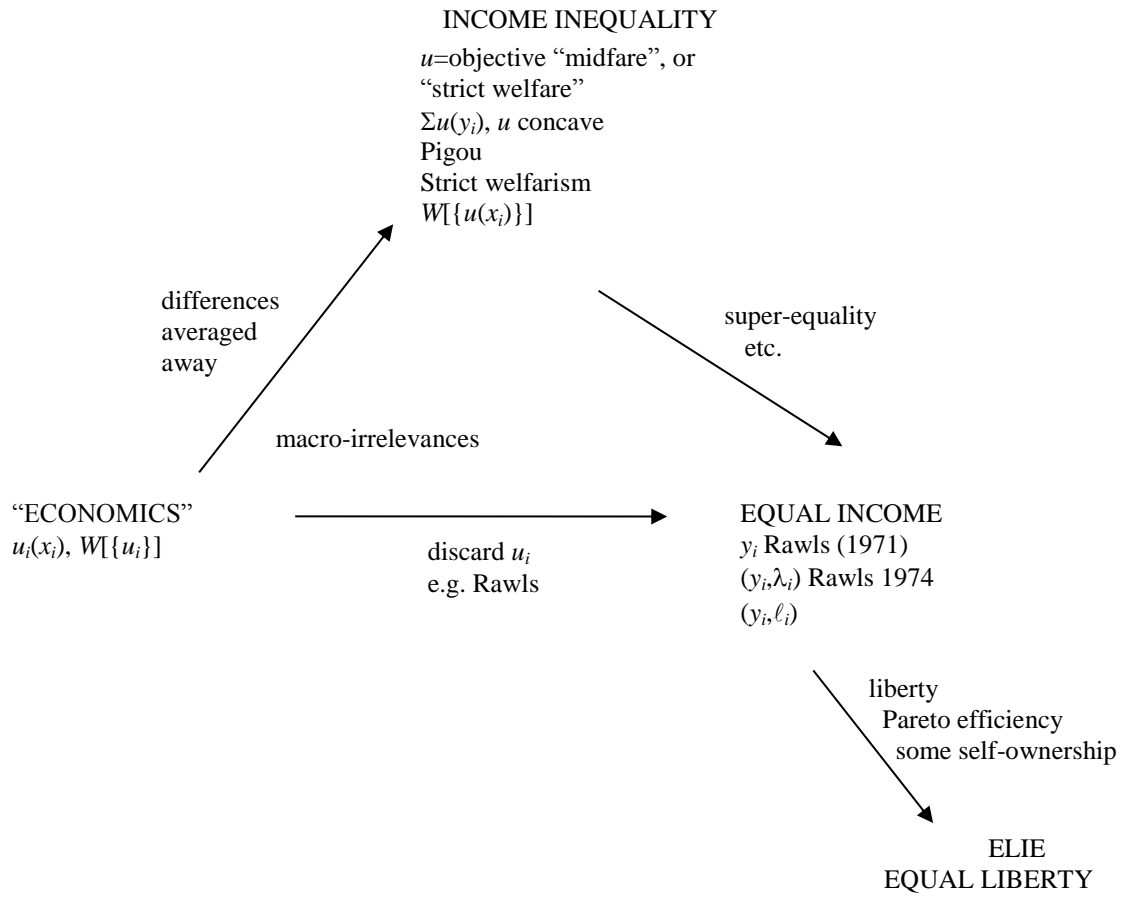 INCOME INEQUALITY
u=objective “midfare”, or
“strict welfare”
Σu(yᵢ), u concave
Pigou
Strict welfarism
W[{u(xᵢ)}]
differences
averaged
away
super-equality
etc.
macro-irrelevances
“ECONOMICS”
uᵢ(xᵢ), W[{uᵢ}]
discard uᵢ
e.g. Rawls
EQUAL INCOME
yᵢ Rawls (1971)
(yᵢ,λᵢ) Rawls 1974
(yᵢ,ℓᵢ)
liberty
Pareto efficiency
some self-ownership
ELIE
EQUAL LIBERTY